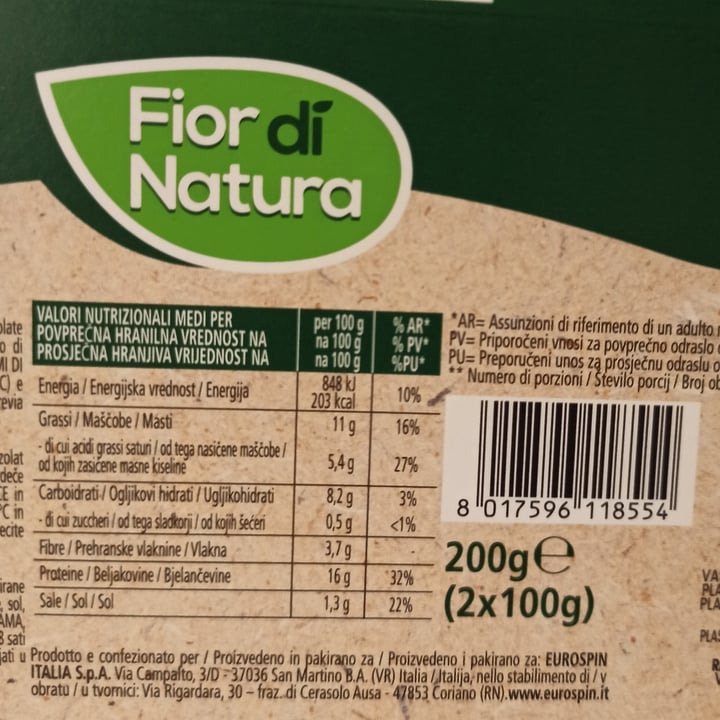 Fior di
Natura
VALORI NUTRIZIONALI MEDI PER
POVPREČNA HRANILNA VREDNOST NA
PROSJEČNA HRANJIVA VRIJEDNOST NA
per 100 g
na 100 g
na 100 g
% AR*
% PV*
%PU*
Energia / Energijska vrednost / Energija
848 kJ
203 kcal
10%
Grassi / Maščobe / Masti
11 g
16%
- di cui acidi grassi saturi / od tega nasičene maščobe /
od kojih zasićene masne kiseline
5,4 g
27%
Carboidrati / Ogljikovi hidrati / Ugljikohidrati
8,2 g
3%
- di cui zuccheri / od tega sladkorji / od kojih šećeri
0,5 g
<1%
Fibre / Prehranske vlaknine / Vlakna
3,7 g
-
Proteine / Beljakovine / Bjelančevine
16 g
32%
Sale / Sol / Sol
1,3 g
22%
*AR= Assunzioni di riferimento di un adulto
PV= Priporočeni vnosi za povprečno odraslo
PU= Preporučeni unos za prosječnu odraslu
** Numero di porzioni / Število porcij / Broj
8 017596 118554
200g e
(2x100g)
Prodotto e confezionato per / Proizvedeno in pakirano za / Proizvedeno i pakirano za: EUROSPIN
ITALIA S.p.A. Via Campalto, 3/D - 37036 San Martino B.A. (VR) Italia / Italija, nello stabilimento di / v
obratu / u tvornici: Via Rigardara, 30 – fraz. di Cerasolo Ausa - 47853 Coriano (RN). www.eurospin.it